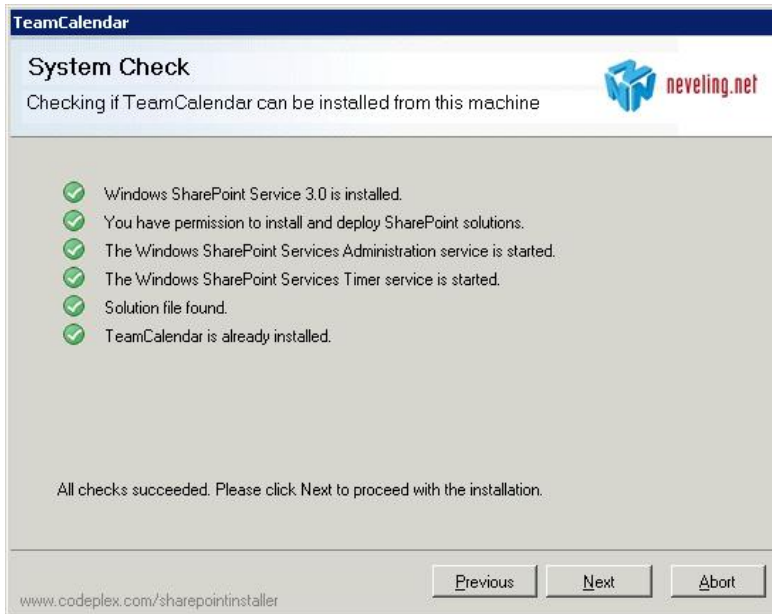 TeamCalendar
System Check
Checking if TeamCalendar can be installed from this machine
neveling.net
Windows SharePoint Service 3.0 is installed.
You have permission to install and deploy SharePoint solutions.
The Windows SharePoint Services Administration service is started.
The Windows SharePoint Services Timer service is started.
Solution file found.
TeamCalendar is already installed.
All checks succeeded. Please click Next to proceed with the installation.
Previous
Next
Abort
www.codeplex.com/sharepointinstaller